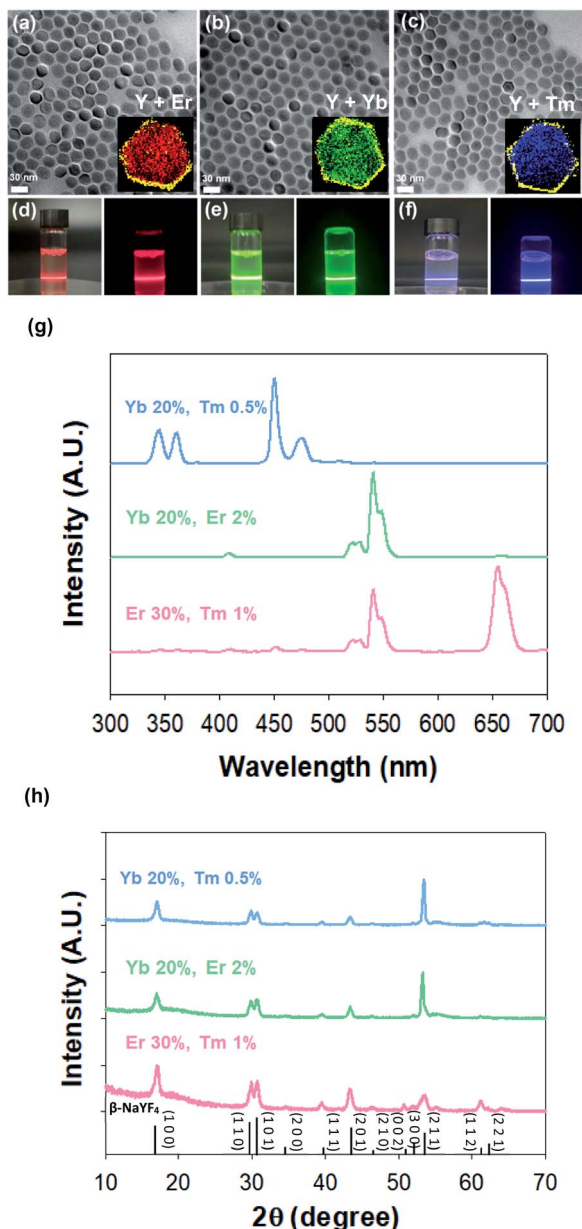 (a)
Y + Er
30 nm
(b)
Y + Yb
30 nm
(c)
Y + Tm
30 nm
(d)
(e)
(f)
(g)
Intensity (A.U.)
Yb 20%, Tm 0.5%
Yb 20%, Er 2%
Er 30%, Tm 1%
300 350 400 450 500 550 600 650 700
Wavelength (nm)
(h)
Intensity (A.U.)
Yb 20%, Tm 0.5%
Yb 20%, Er 2%
Er 30%, Tm 1%
β-NaYF4
(1 0 0)
(1 1 0)
(1 0 1)
(2 0 0)
(1 1 1)
(2 0 1)
(2 1 0)
(0 0 2)
(3 0 0)
(2 1 1)
(1 1 2)
(2 2 1)
10 20 30 40 50 60 70
2θ (degree)